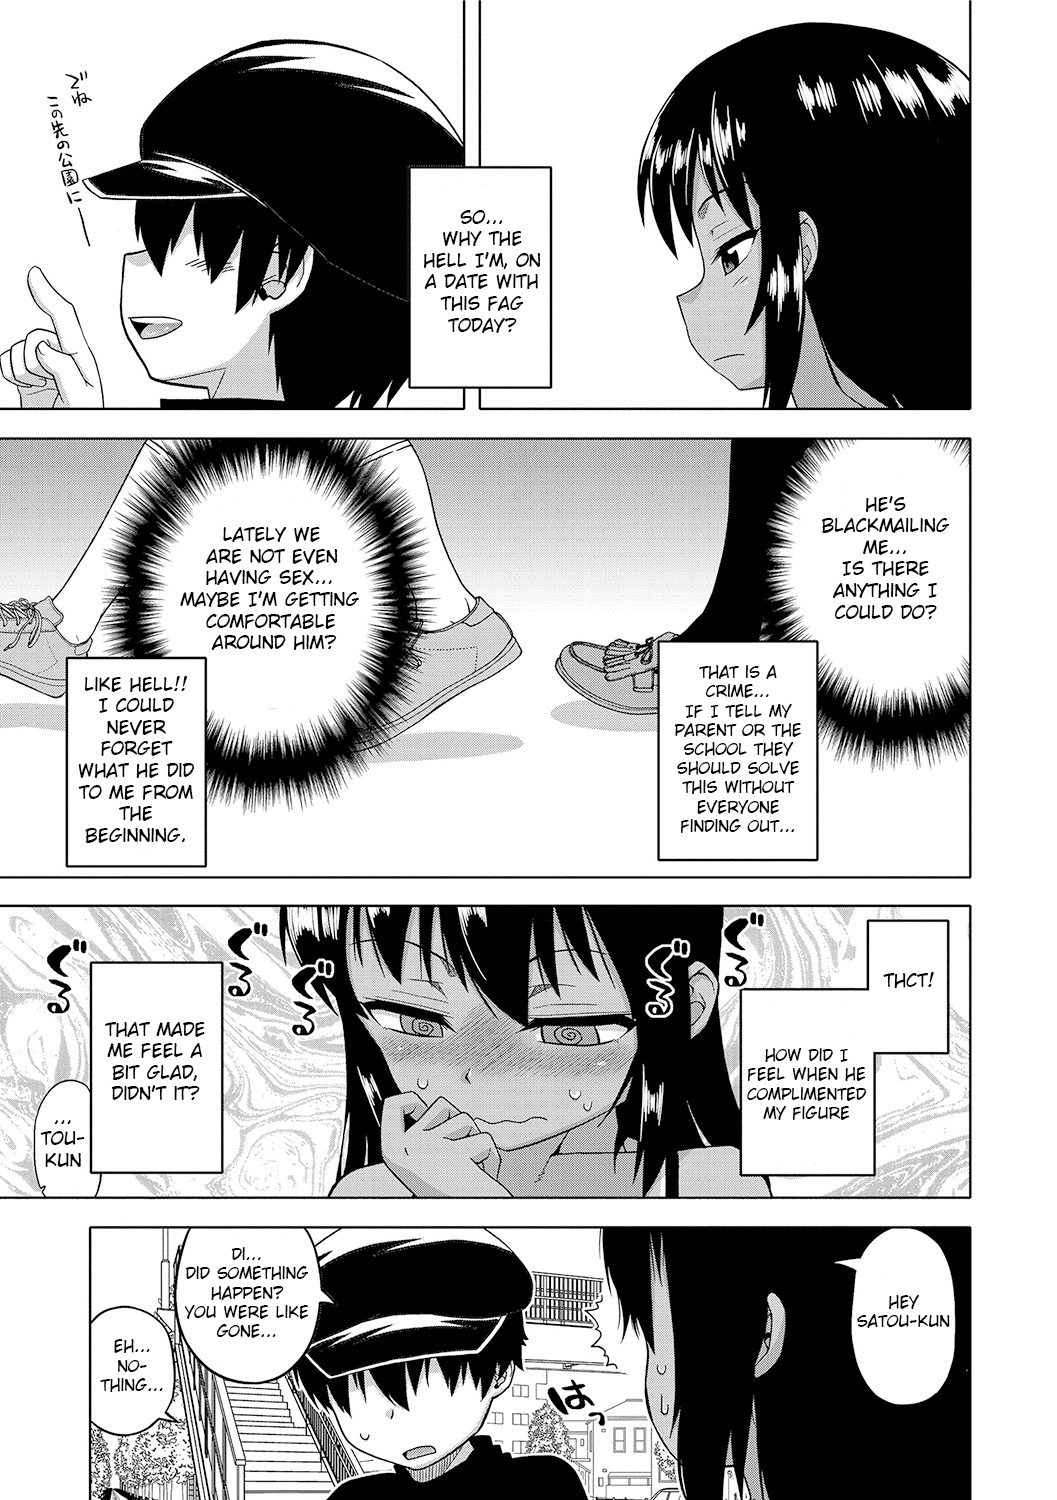 SO...
WHY THE
HELL I'M, ON
A DATE WITH
THIS FAG
TODAY?
でね
この先の公園に―
HE'S
BLACKMAILING
ME...
IS THERE
ANYTHING I
COULD DO?
THAT IS A
CRIME...
IF I TELL MY
PARENT OR THE
SCHOOL THEY
SHOULD SOLVE
THIS WITHOUT
EVERYONE
FINDING OUT...
LATELY WE
ARE NOT EVEN
HAVING SEX...
MAYBE I'M GETTING
COMFORTABLE
AROUND HIM?
LIKE HELL!!
I COULD
NEVER
FORGET
WHAT HE DID
TO ME FROM
THE
BEGINNING.
THCT!
HOW DID I
FEEL WHEN HE
COMPLIMENTED
MY FIGURE
ぐる
ぐる
ぐる
ぐる
THAT MADE
ME FEEL A
BIT GLAD,
DIDN'T IT?
...
TOU-
KUN
HEY
SATOU-KUN
はっ
DI...
DID SOMETHING
HAPPEN?
YOU WERE LIKE
GONE...
EH...
NO-
THING...